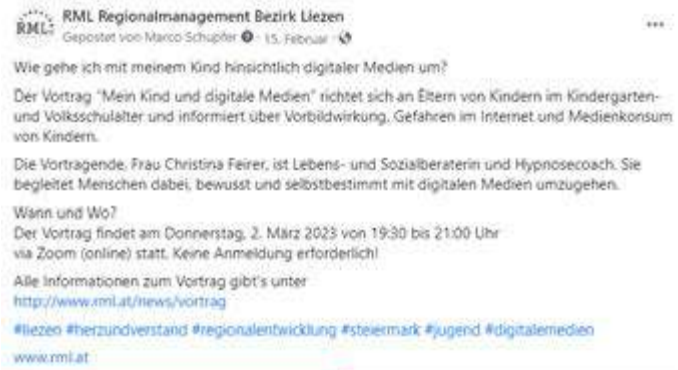 RML Regionalmanagement Bezirk Liezen
RML:
Gepostet von Marco Schupfer · 15. Februar ·
Wie gehe ich mit meinem Kind hinsichtlich digitaler Medien um?
Der Vortrag "Mein Kind und digitale Medien" richtet sich an Eltern von Kindern im Kindergarten-
und Volksschulalter und informiert über Vorbildwirkung, Gefahren im Internet und Medienkonsum
von Kindern.
Die Vortragende, Frau Christina Feirer, ist Lebens- und Sozialberaterin und Hypnosecoach. Sie
begleitet Menschen dabei, bewusst und selbstbestimmt mit digitalen Medien umzugehen.
Wann und Wo?
Der Vortrag findet am Donnerstag, 2. März 2023 von 19:30 bis 21:00 Uhr
via Zoom (online) statt. Keine Anmeldung erforderlich!
Alle Informationen zum Vortrag gibt's unter
http://www.rml.at/news/vortrag
#liezen #herzundverstand #regionalentwicklung #steiermark #jugend #digitalemedien
www.rml.at